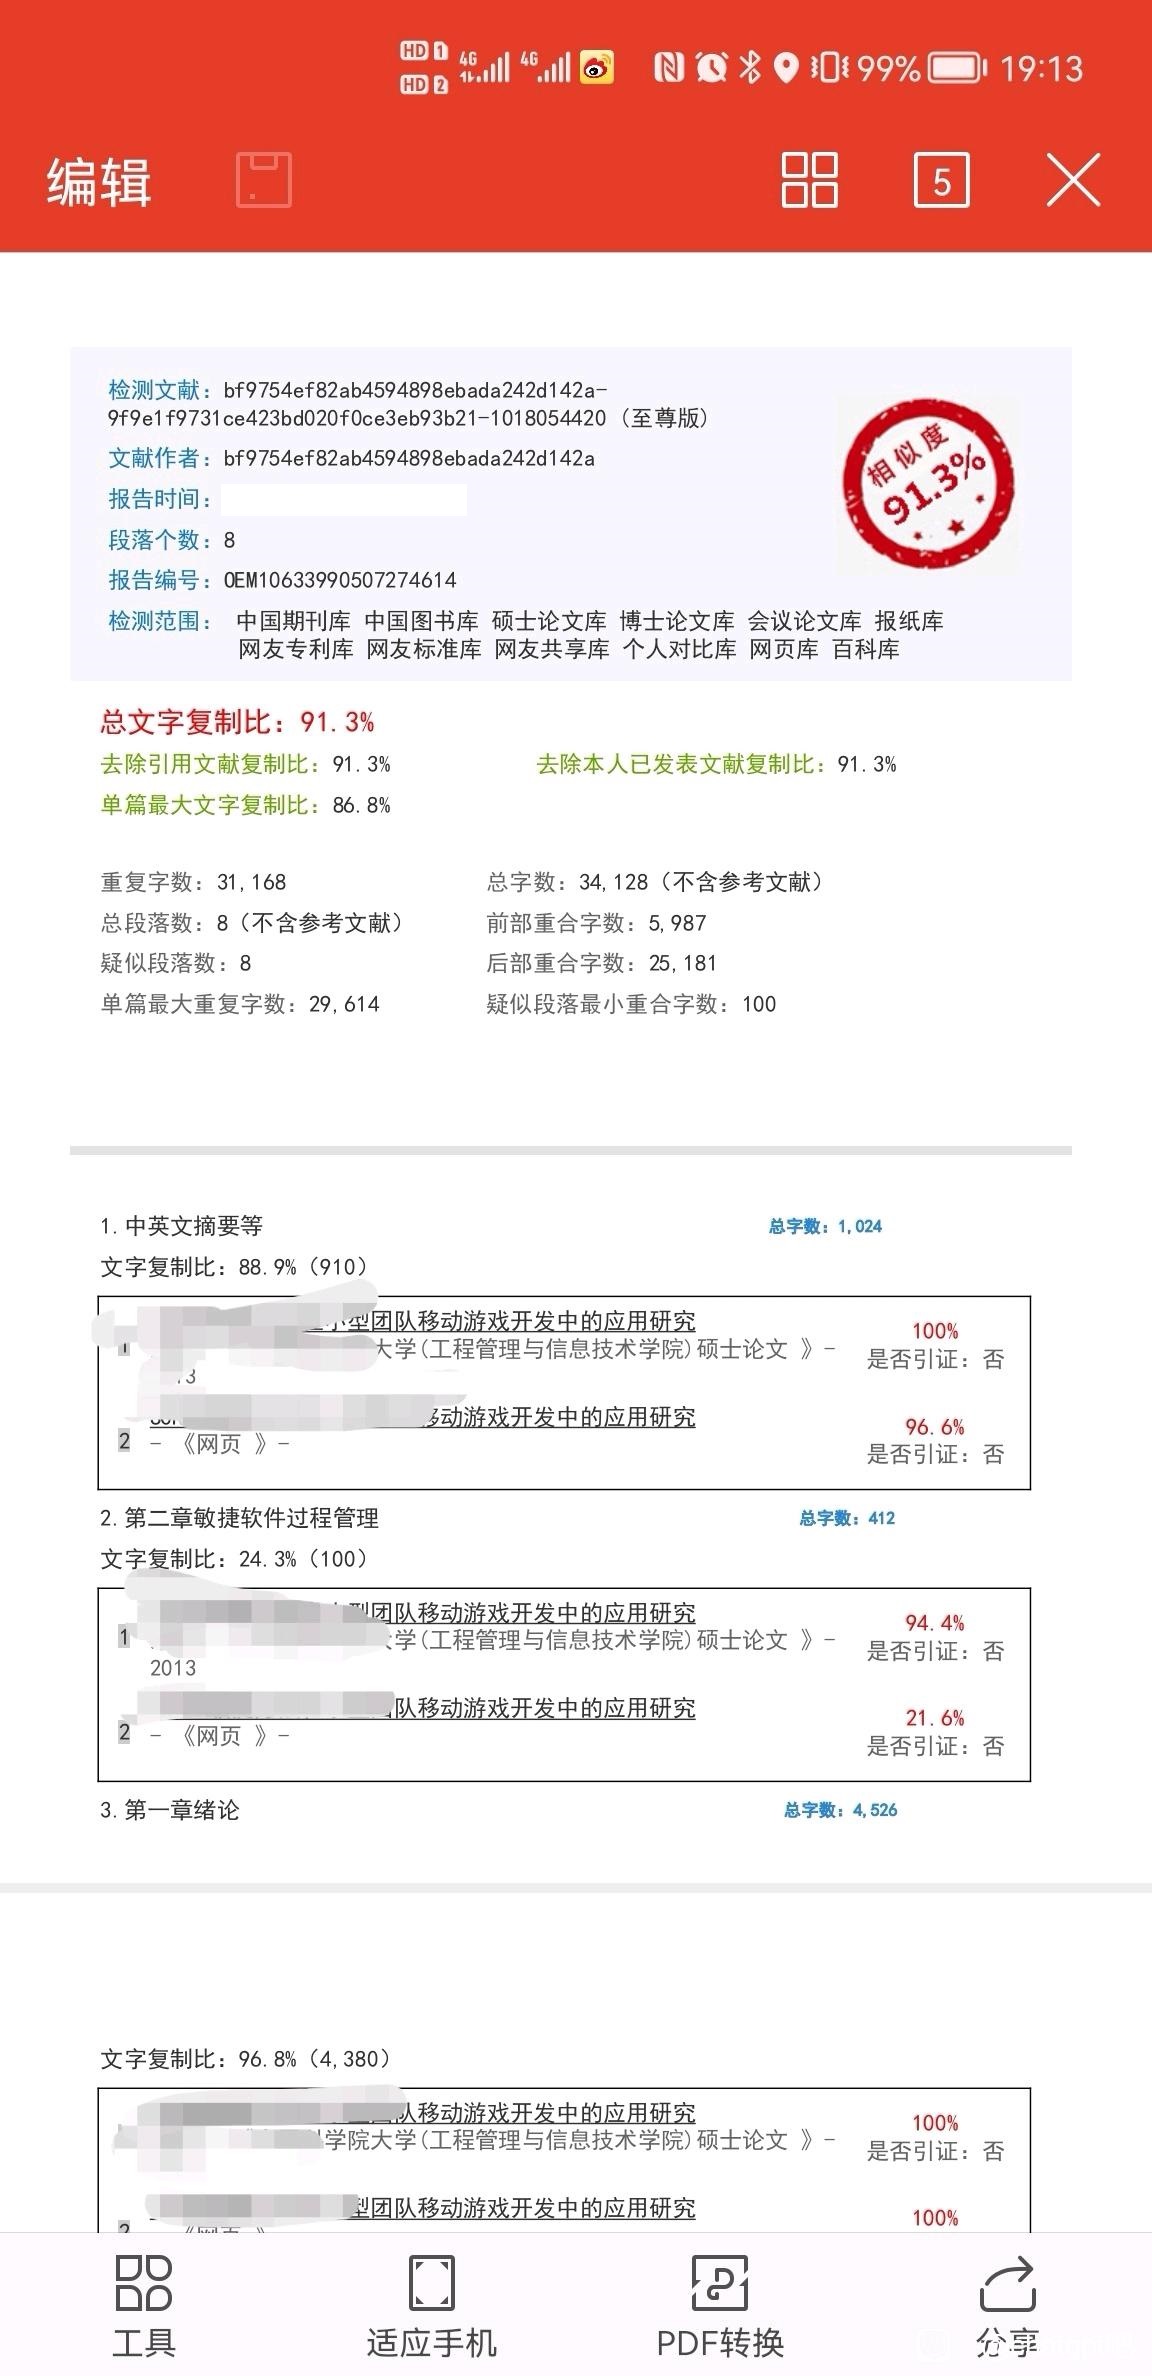 HD 1 4G 4G 99% 19:13
HD 2
编辑 5
检测文献：bf9754ef82ab4594898ebada242d142a-
9f9e1f9731ce423bd020f0ce3eb93b21-1018054420（至尊版）
文献作者：bf9754ef82ab4594898ebada242d142a
报告时间：
段落个数：8
报告编号：OEM10633990507274614
检测范围： 中国期刊库 中国图书库 硕士论文库 博士论文库 会议论文库 报纸库
网友专利库 网友标准库 网友共享库 个人对比库 网页库 百科库
相似度
91.3%
总文字复制比：91.3%
去除引用文献复制比：91.3% 去除本人已发表文献复制比：91.3%
单篇最大文字复制比：86.8%
重复字数：31,168 总字数：34,128（不含参考文献）
总段落数：8（不含参考文献） 前部重合字数：5,987
疑似段落数：8 后部重合字数：25,181
单篇最大重复字数：29,614 疑似段落最小重合字数：100
1.中英文摘要等 总字数：1,024
文字复制比：88.9%（910）
小型团队移动游戏开发中的应用研究 100%
1 大学(工程管理与信息技术学院)硕士论文 》- 是否引证：否
13
移动游戏开发中的应用研究 96.6%
2 - 《网页 》- 是否引证：否
2.第二章敏捷软件过程管理 总字数：412
文字复制比：24.3%（100）
型团队移动游戏开发中的应用研究 94.4%
1 大学(工程管理与信息技术学院)硕士论文 》- 是否引证：否
2013
队移动游戏开发中的应用研究 21.6%
2 - 《网页 》- 是否引证：否
3.第一章绪论 总字数：4,526
文字复制比：96.8%（4,380）
队移动游戏开发中的应用研究 100%
学院大学(工程管理与信息技术学院)硕士论文 》- 是否引证：否
型团队移动游戏开发中的应用研究 100%
2 《网页 》
工具 适应手机 PDF转换 分享